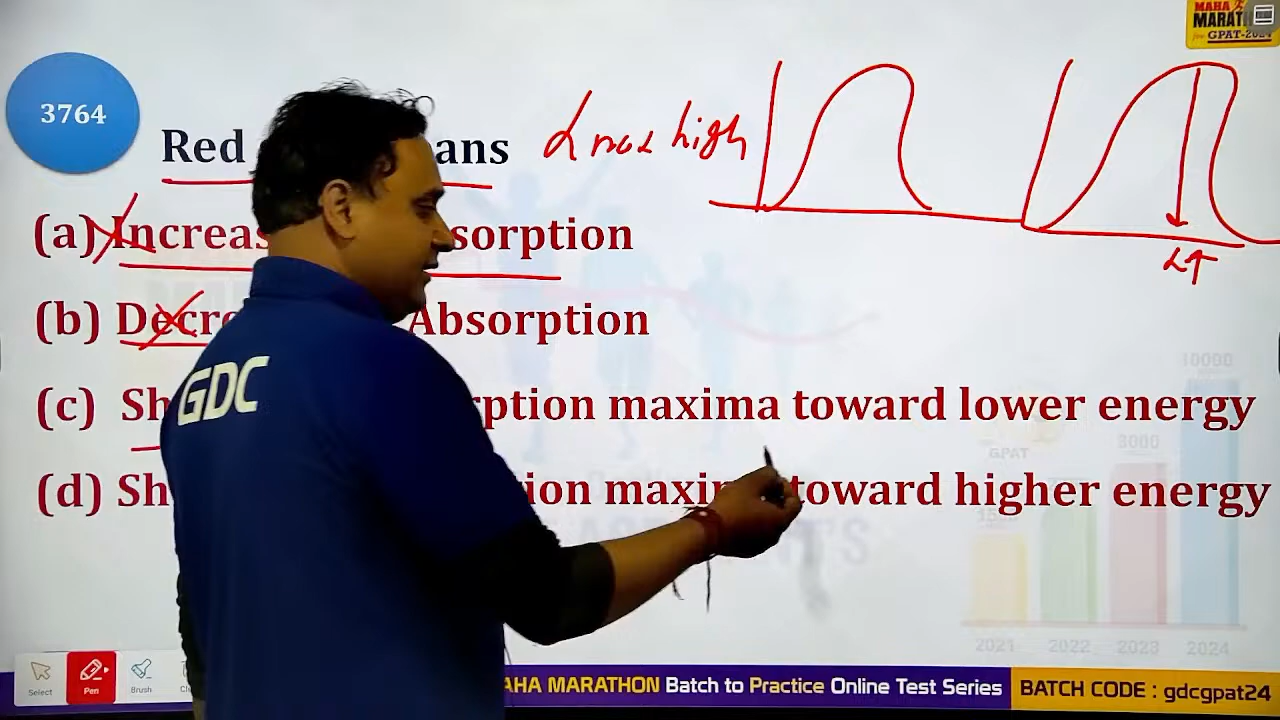 MAHA
MARAT
for GPAT-2024
3764
Red ans
λmax high
λ↑
(a) Increas sorption
(b) Decre Absorption
(c) Sh rption maxima toward lower energy
(d) Sh ion maxi toward higher energy
GDC
GPAT
10000
8000
2021 2022 2023 2024
Select Pen Brush
AHA MARATHON Batch to Practice Online Test Series
BATCH CODE : gdcgpat24